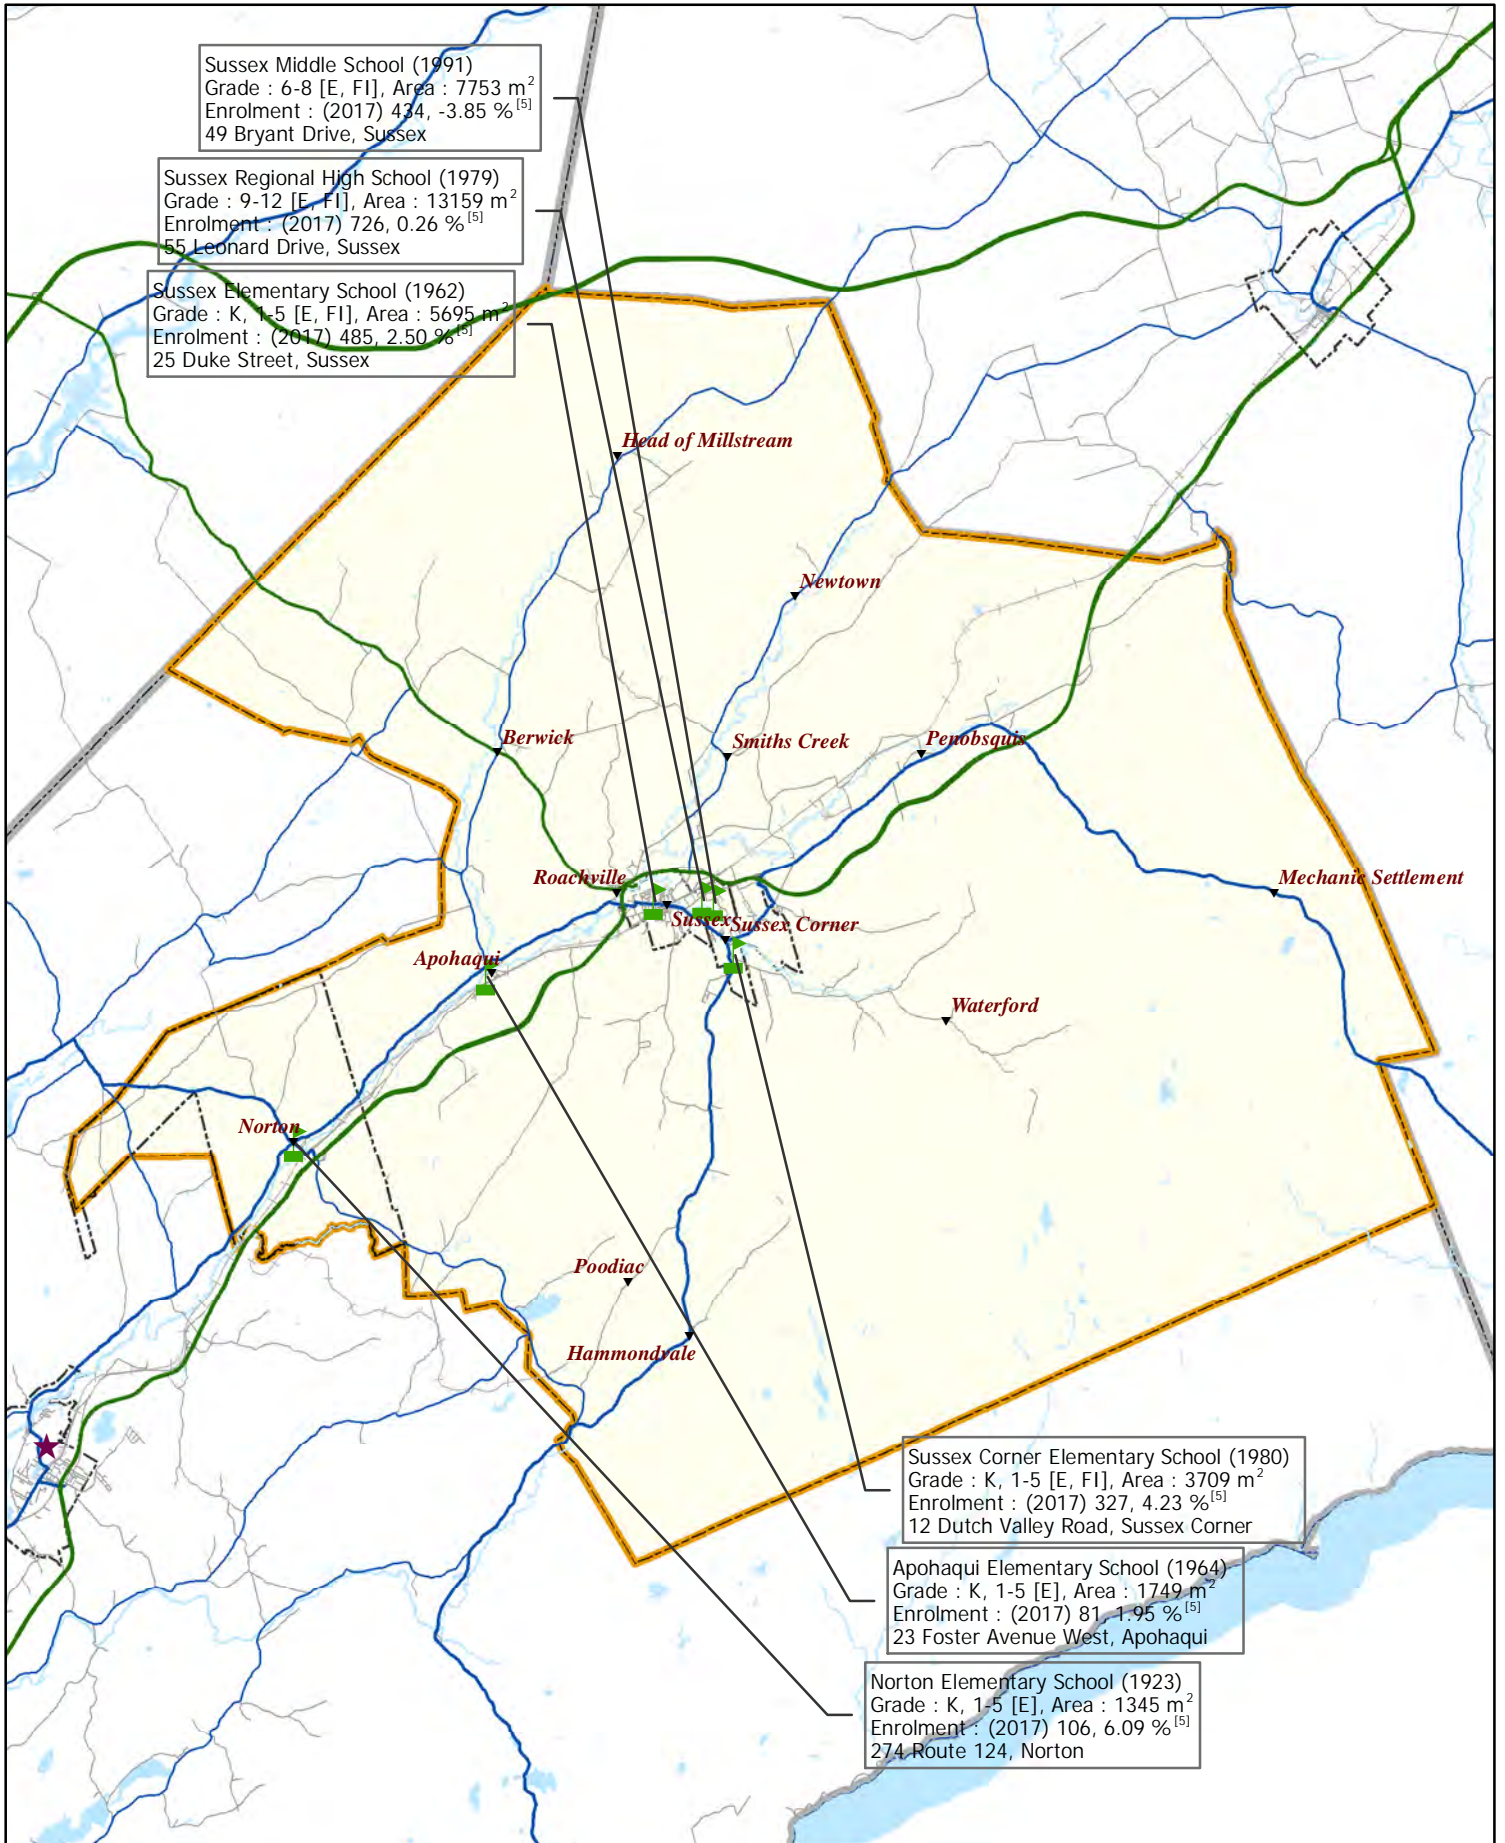 Sussex Middle School (1991)
Grade : 6-8 [E, FI], Area : 7753 m²
Enrolment : (2017) 434, -3.85 % [5]
49 Bryant Drive, Sussex
Sussex Regional High School (1979)
Grade : 9-12 [E, FI], Area : 13159 m²
Enrolment : (2017) 726, 0.26 % [5]
55 Leonard Drive, Sussex
Sussex Elementary School (1962)
Grade : K, 1-5 [E, FI], Area : 5695 m²
Enrolment : (2017) 485, 2.50 % [5]
25 Duke Street, Sussex
Head of Millstream
Newtown
Berwick
Smiths Creek
Penobsquis
Roachville
Mechanic Settlement
Sussex
Sussex Corner
Apohaqui
Waterford
Norton
Poodiac
Hammondvale
Sussex Corner Elementary School (1980)
Grade : K, 1-5 [E, FI], Area : 3709 m²
Enrolment : (2017) 327, 4.23 % [5]
12 Dutch Valley Road, Sussex Corner
Apohaqui Elementary School (1964)
Grade : K, 1-5 [E], Area : 1749 m²
Enrolment : (2017) 81, 1.95 % [5]
23 Foster Avenue West, Apohaqui
Norton Elementary School (1923)
Grade : K, 1-5 [E], Area : 1345 m²
Enrolment : (2017) 106, 6.09 % [5]
274 Route 124, Norton